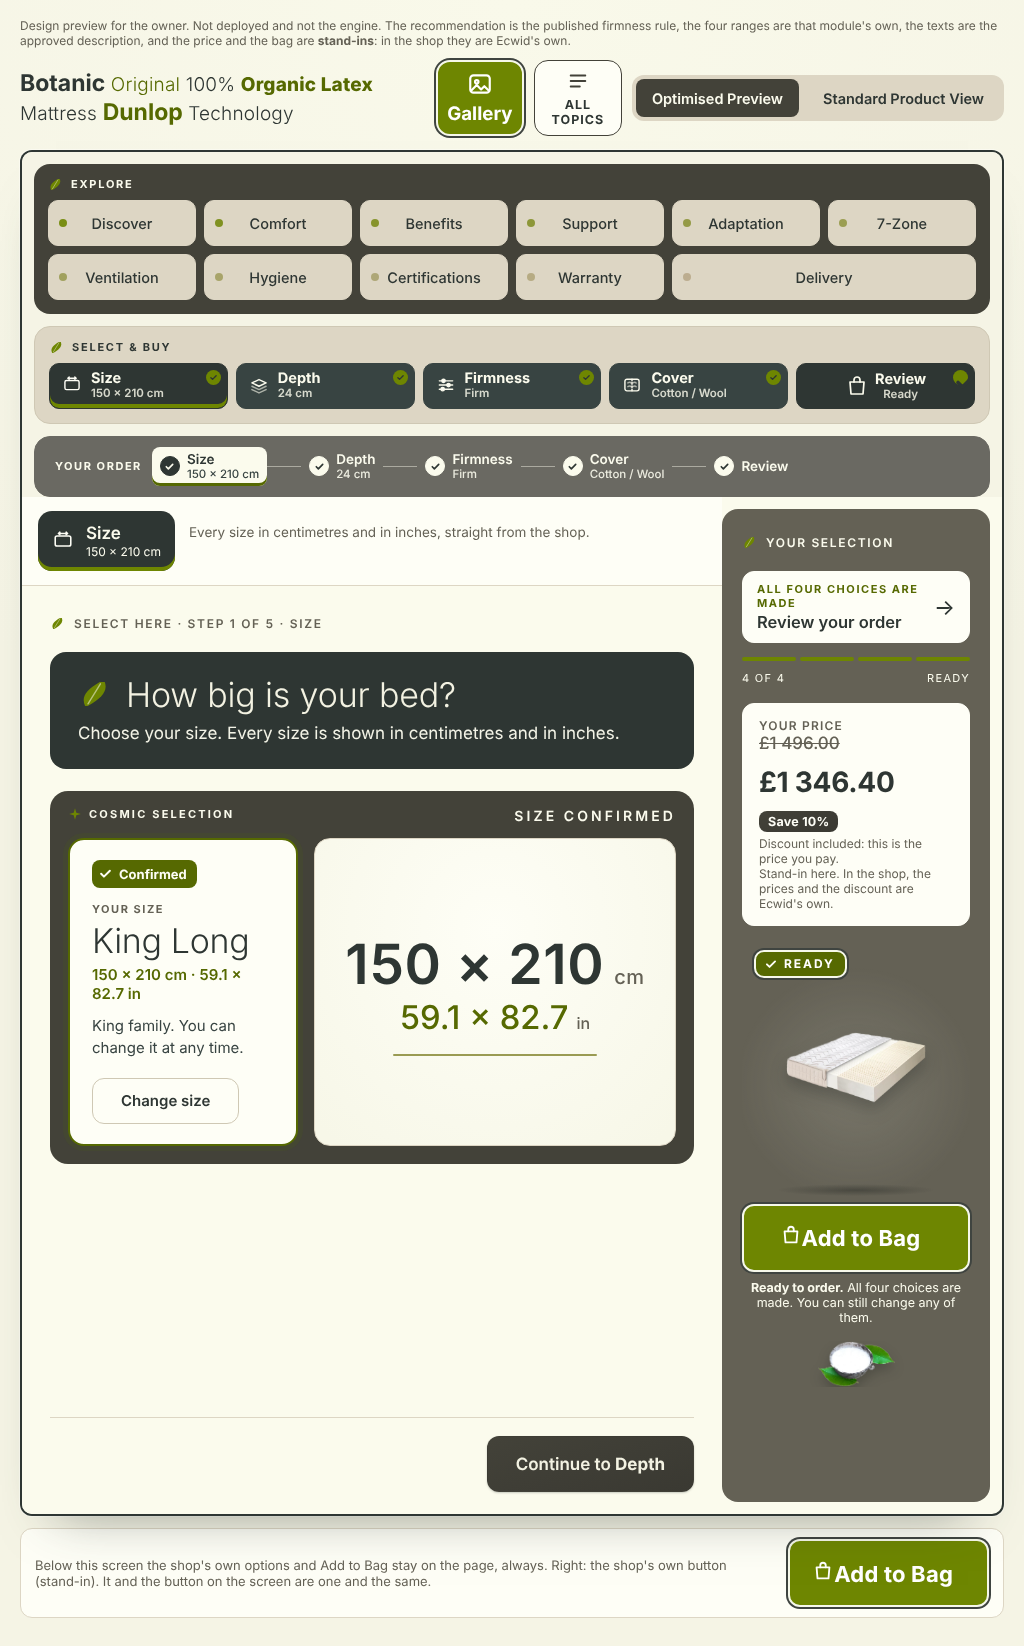 Design preview for the owner. Not deployed and not the engine. The recommendation is the published firmness rule, the four ranges are that module's own, the texts are the
approved description, and the price and the bag are stand-ins: in the shop they are Ecwid's own.
Botanic Original 100% Organic Latex
Mattress Dunlop Technology
Gallery
ALL
TOPICS
Optimised Preview
Standard Product View
EXPLORE
Discover
Comfort
Benefits
Support
Adaptation
7-Zone
Ventilation
Hygiene
Certifications
Warranty
Delivery
SELECT & BUY
Size
150 × 210 cm
Depth
24 cm
Firmness
Firm
Cover
Cotton / Wool
Review
Ready
YOUR ORDER
Size
150 × 210 cm
Depth
24 cm
Firmness
Firm
Cover
Cotton / Wool
Review
Size
150 × 210 cm
Every size in centimetres and in inches, straight from the shop.
SELECT HERE · STEP 1 OF 5 · SIZE
How big is your bed?
Choose your size. Every size is shown in centimetres and in inches.
COSMIC SELECTION
SIZE CONFIRMED
Confirmed
YOUR SIZE
King Long
150 × 210 cm · 59.1 ×
82.7 in
King family. You can
change it at any time.
Change size
150 × 210 cm
59.1 × 82.7 in
Continue to Depth
YOUR SELECTION
ALL FOUR CHOICES ARE
MADE
Review your order
4 OF 4
READY
YOUR PRICE
£1 496.00
£1 346.40
Save 10%
Discount included: this is the
price you pay.
Stand-in here. In the shop, the
prices and the discount are
Ecwid's own.
READY
Add to Bag
Ready to order. All four choices are
made. You can still change any of
them.
Below this screen the shop's own options and Add to Bag stay on the page, always. Right: the shop's own button
(stand-in). It and the button on the screen are one and the same.
Add to Bag